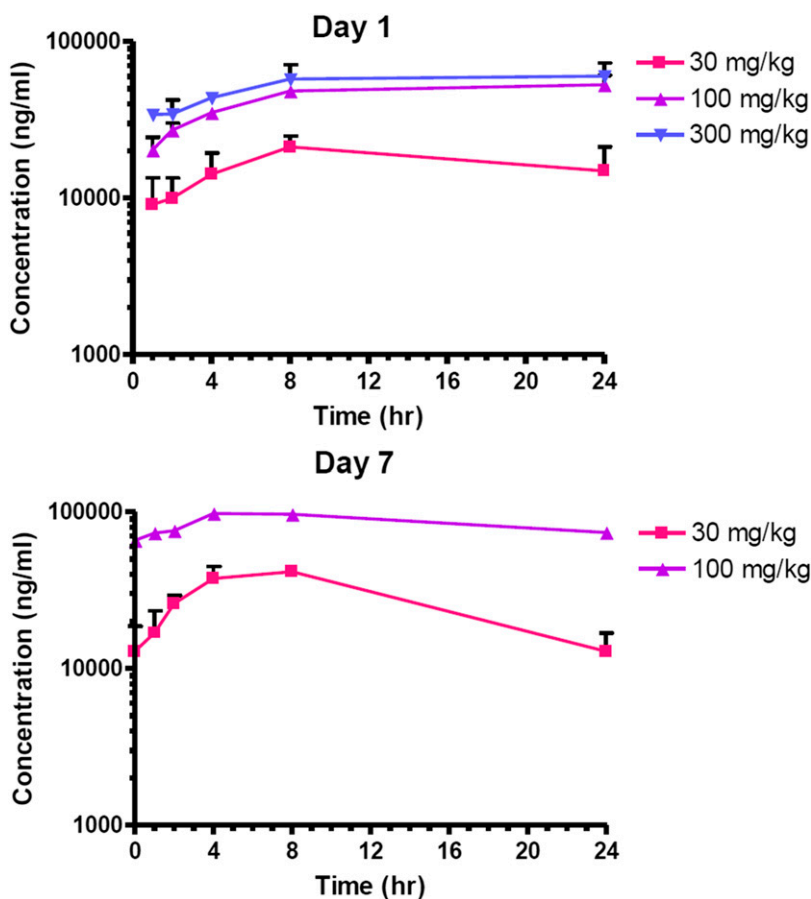 Day 1
100000
10000
1000
Concentration (ng/ml)
0 4 8 12 16 20 24
Time (hr)
30 mg/kg
100 mg/kg
300 mg/kg
Day 7
100000
10000
1000
Concentration (ng/ml)
0 4 8 12 16 20 24
Time (hr)
30 mg/kg
100 mg/kg